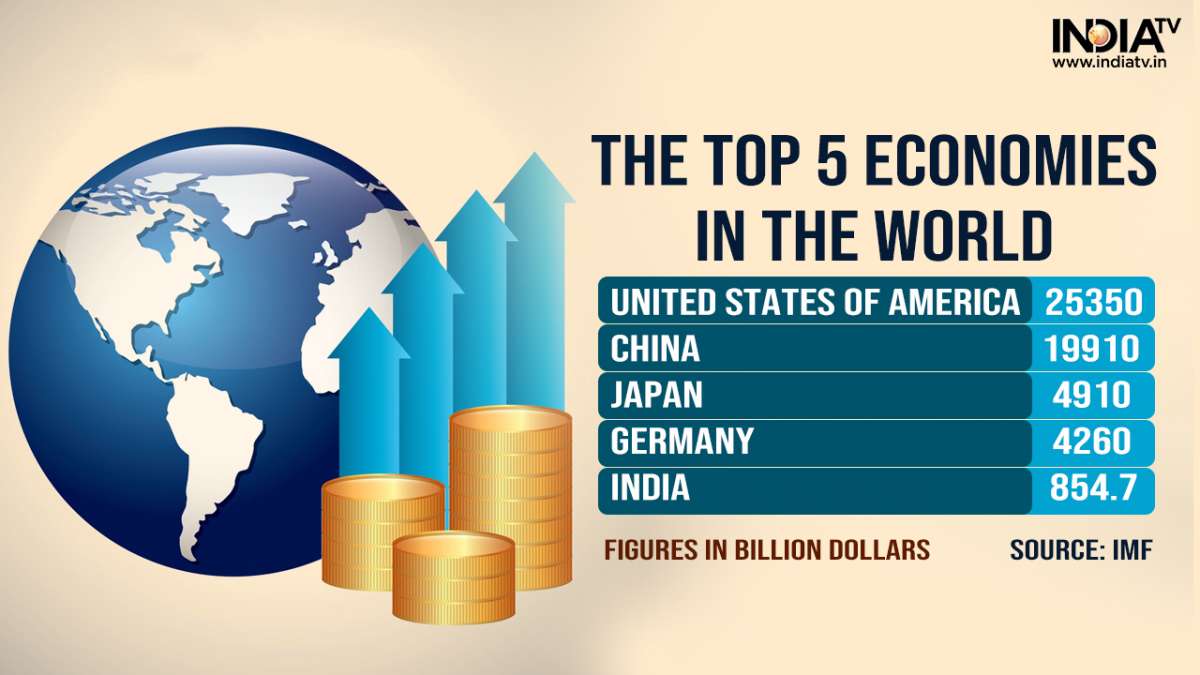 INDIA TV
www.indiatv.in
THE TOP 5 ECONOMIES
IN THE WORLD
UNITED STATES OF AMERICA 25350
CHINA 19910
JAPAN 4910
GERMANY 4260
INDIA 854.7
FIGURES IN BILLION DOLLARS SOURCE: IMF